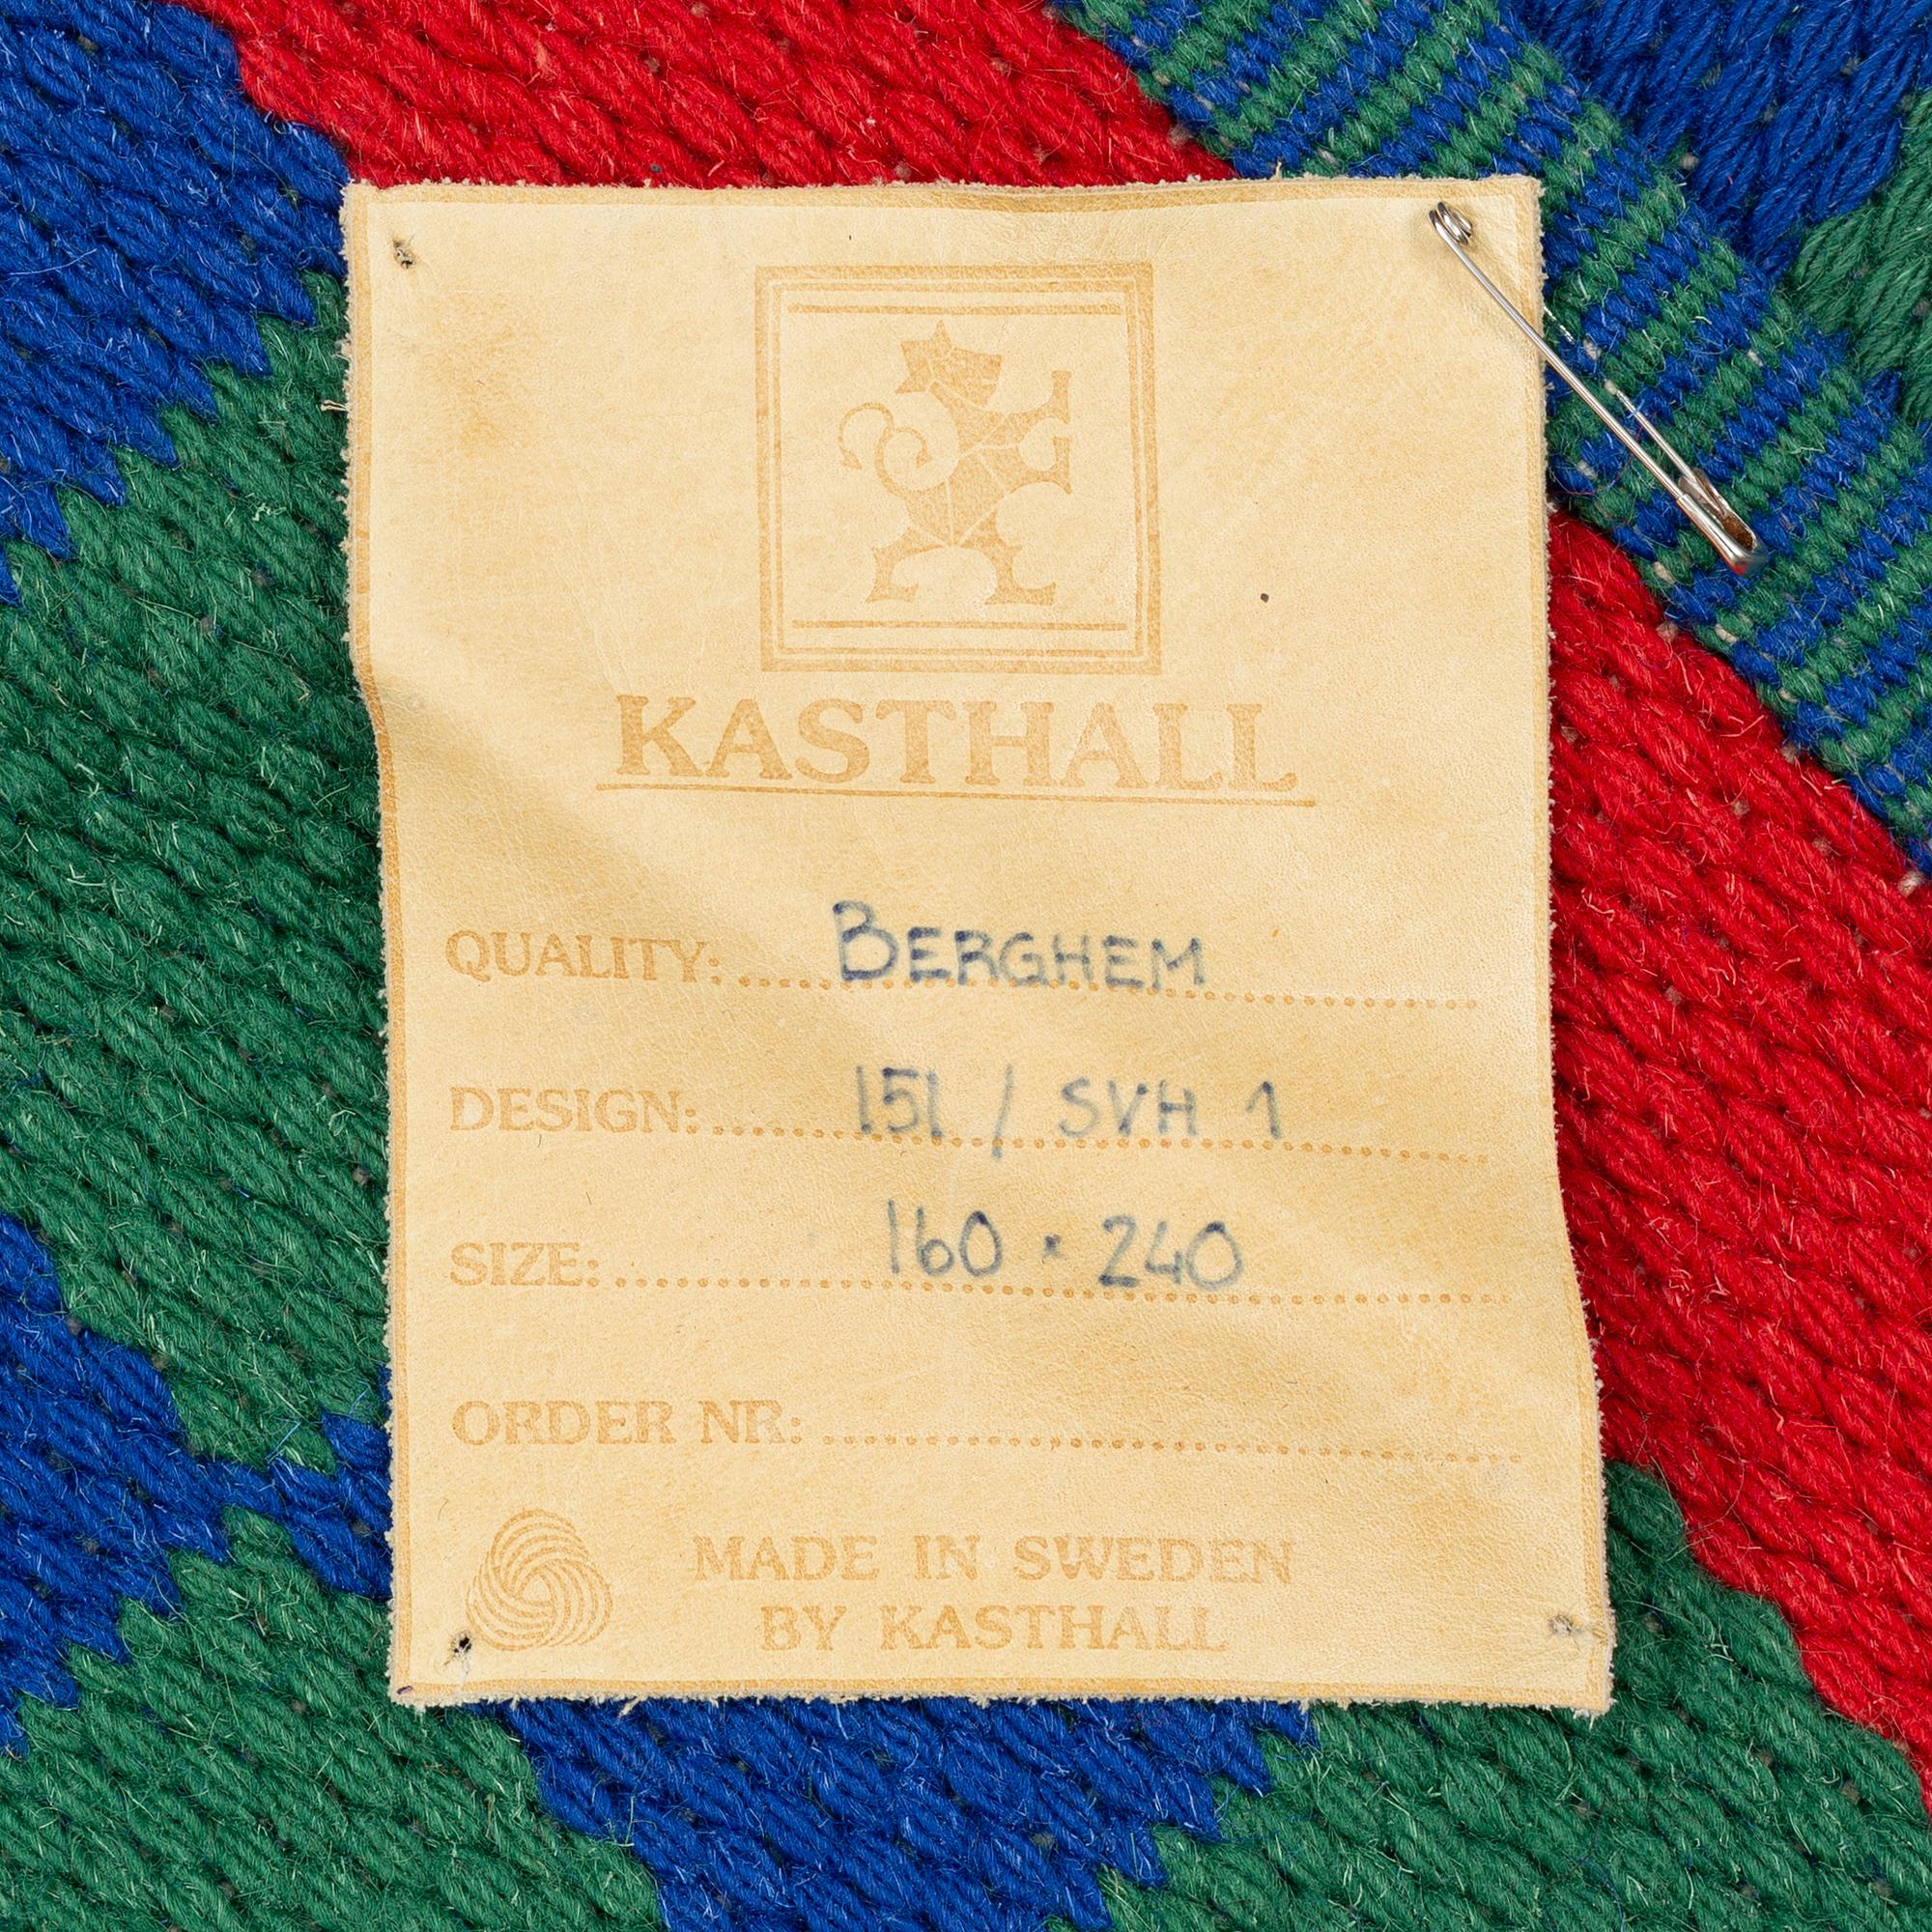 KASTHALL
QUALITY: BERGHEM
DESIGN: 151 / SVH 1
SIZE: 160 × 240
ORDER NR:
MADE IN SWEDEN
BY KASTHALL